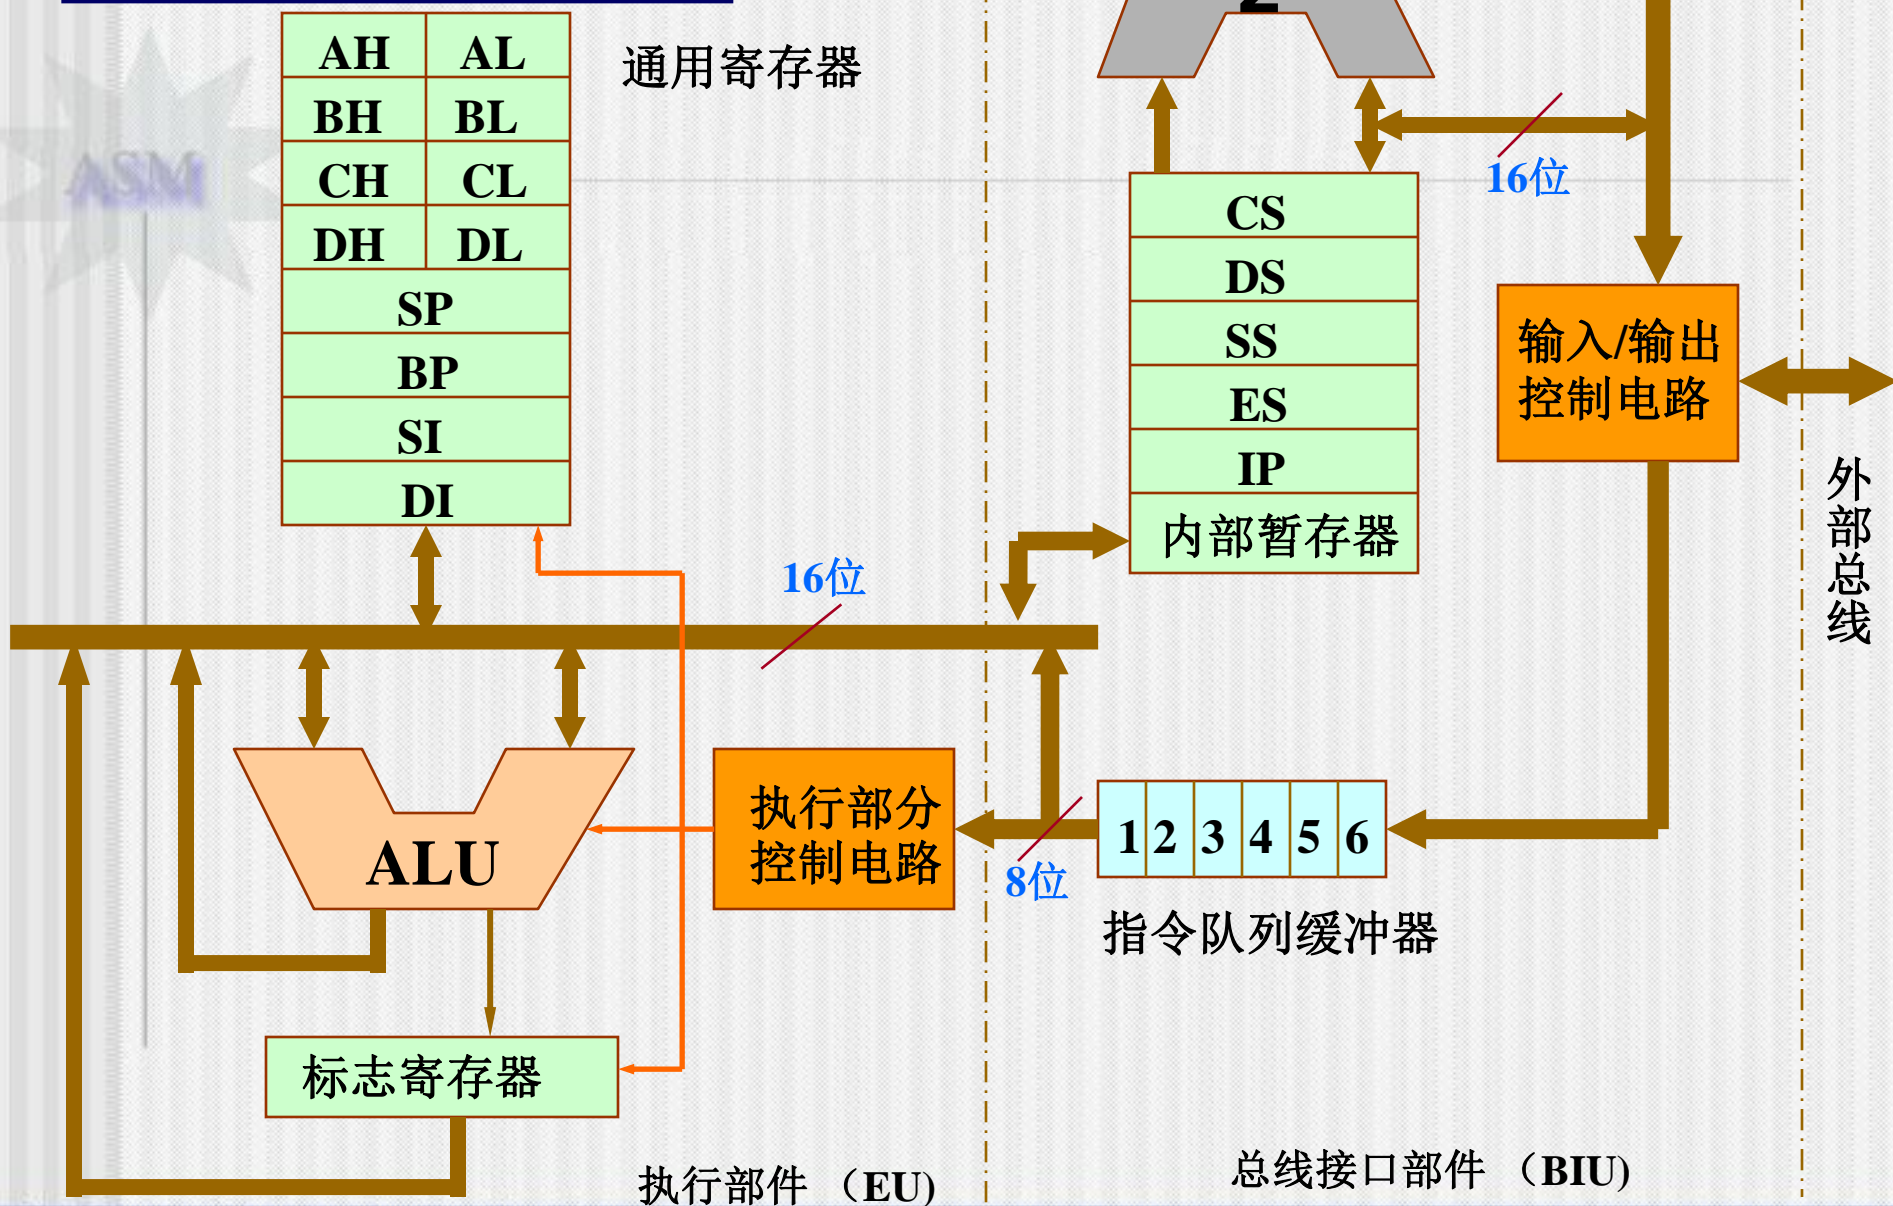 AH AL
BH BL
CH CL
DH DL
SP
BP
SI
DI
通用寄存器
ASM
16位
CS
DS
SS
ES
IP
内部暂存器
输入/输出
控制电路
外部总线
16位
ALU
执行部分
控制电路
8位
1 2 3 4 5 6
指令队列缓冲器
标志寄存器
执行部件 （EU)
总线接口部件 （BIU)